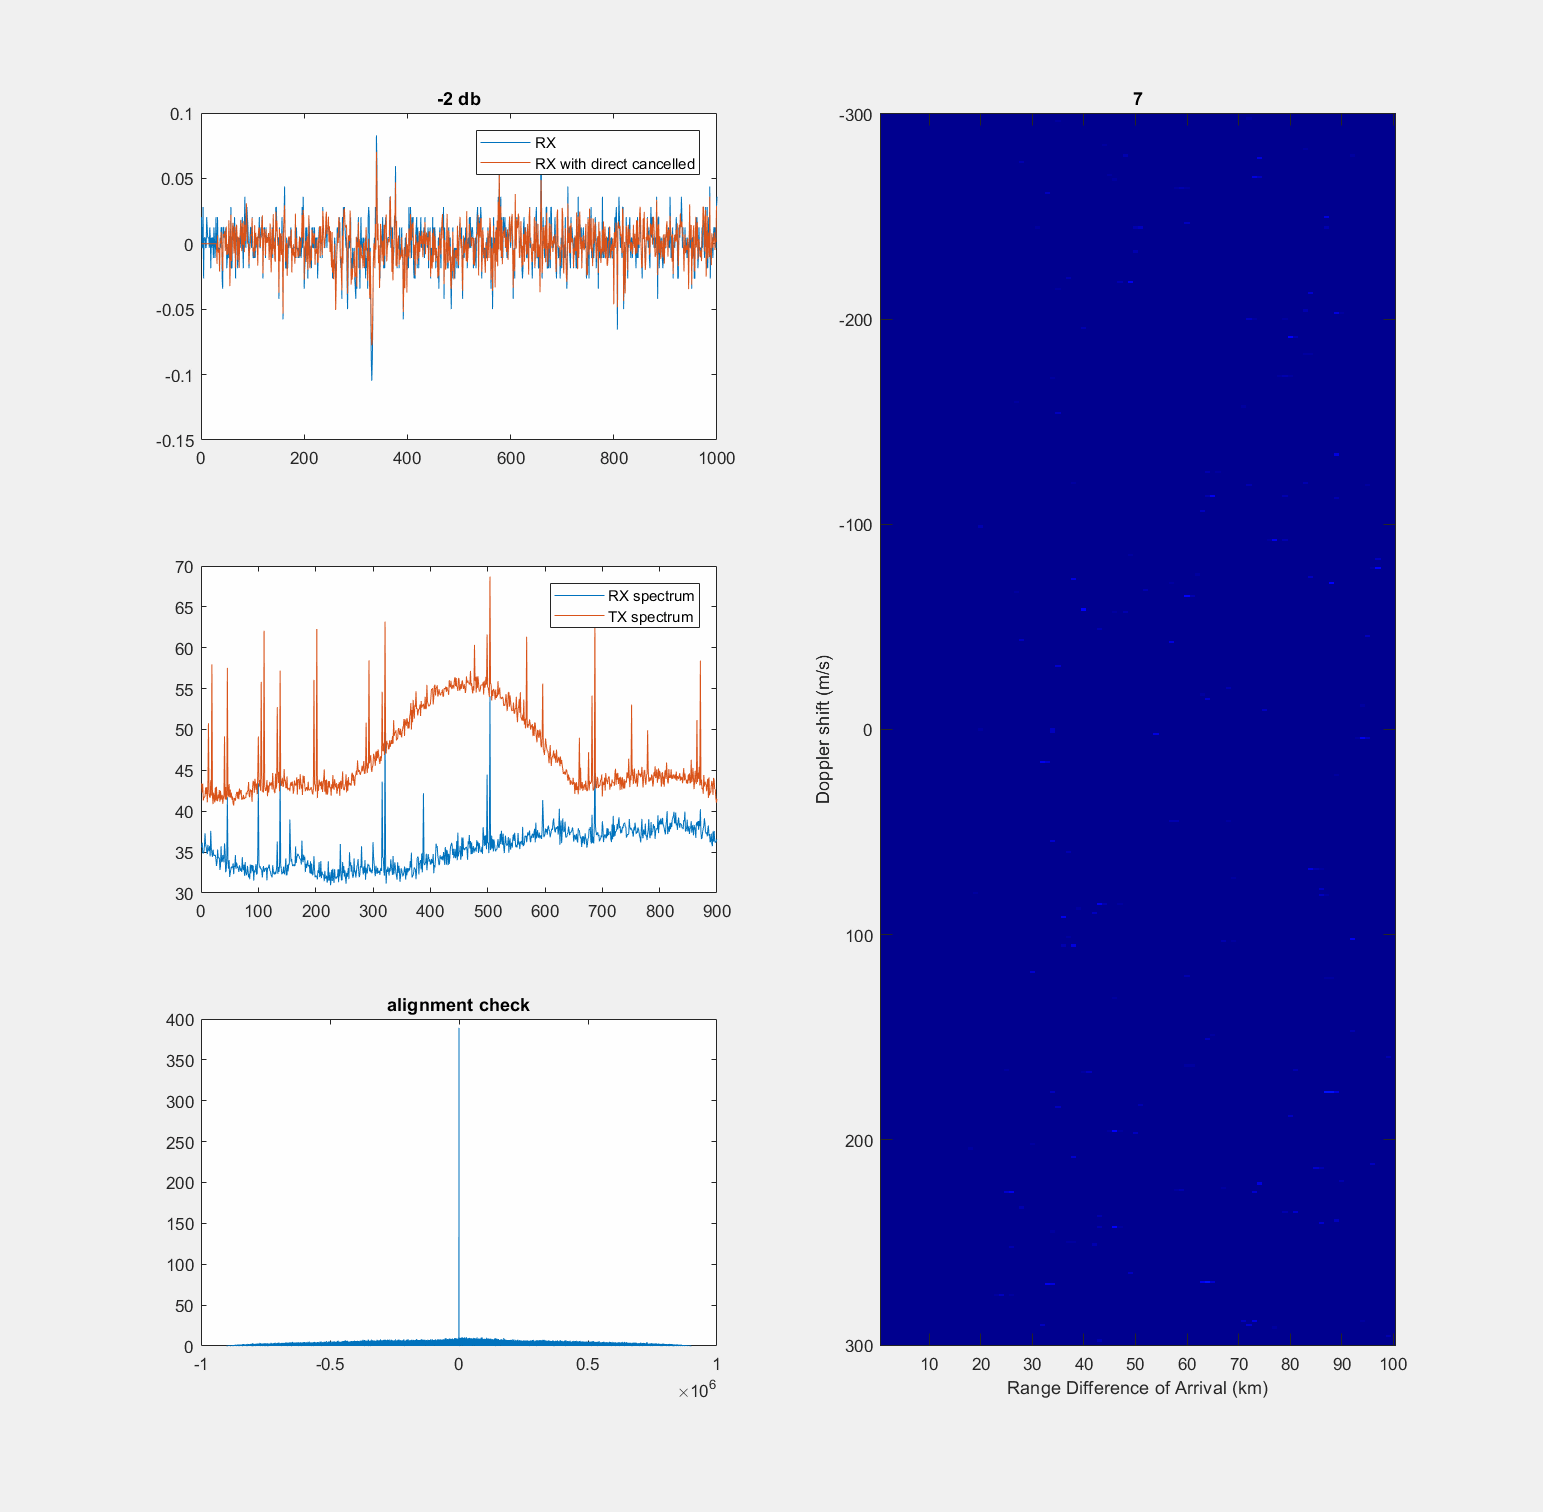 -2 db
0.1
0.05
0
-0.05
-0.1
-0.15
0 200 400 600 800 1000
RX
RX with direct cancelled
70
65
60
55
50
45
40
35
30
0 100 200 300 400 500 600 700 800 900
RX spectrum
TX spectrum
alignment check
400
350
300
250
200
150
100
50
0
-1 -0.5 0 0.5 1
×10⁶
7
-300
-200
-100
0
100
200
300
Doppler shift (m/s)
10 20 30 40 50 60 70 80 90 100
Range Difference of Arrival (km)